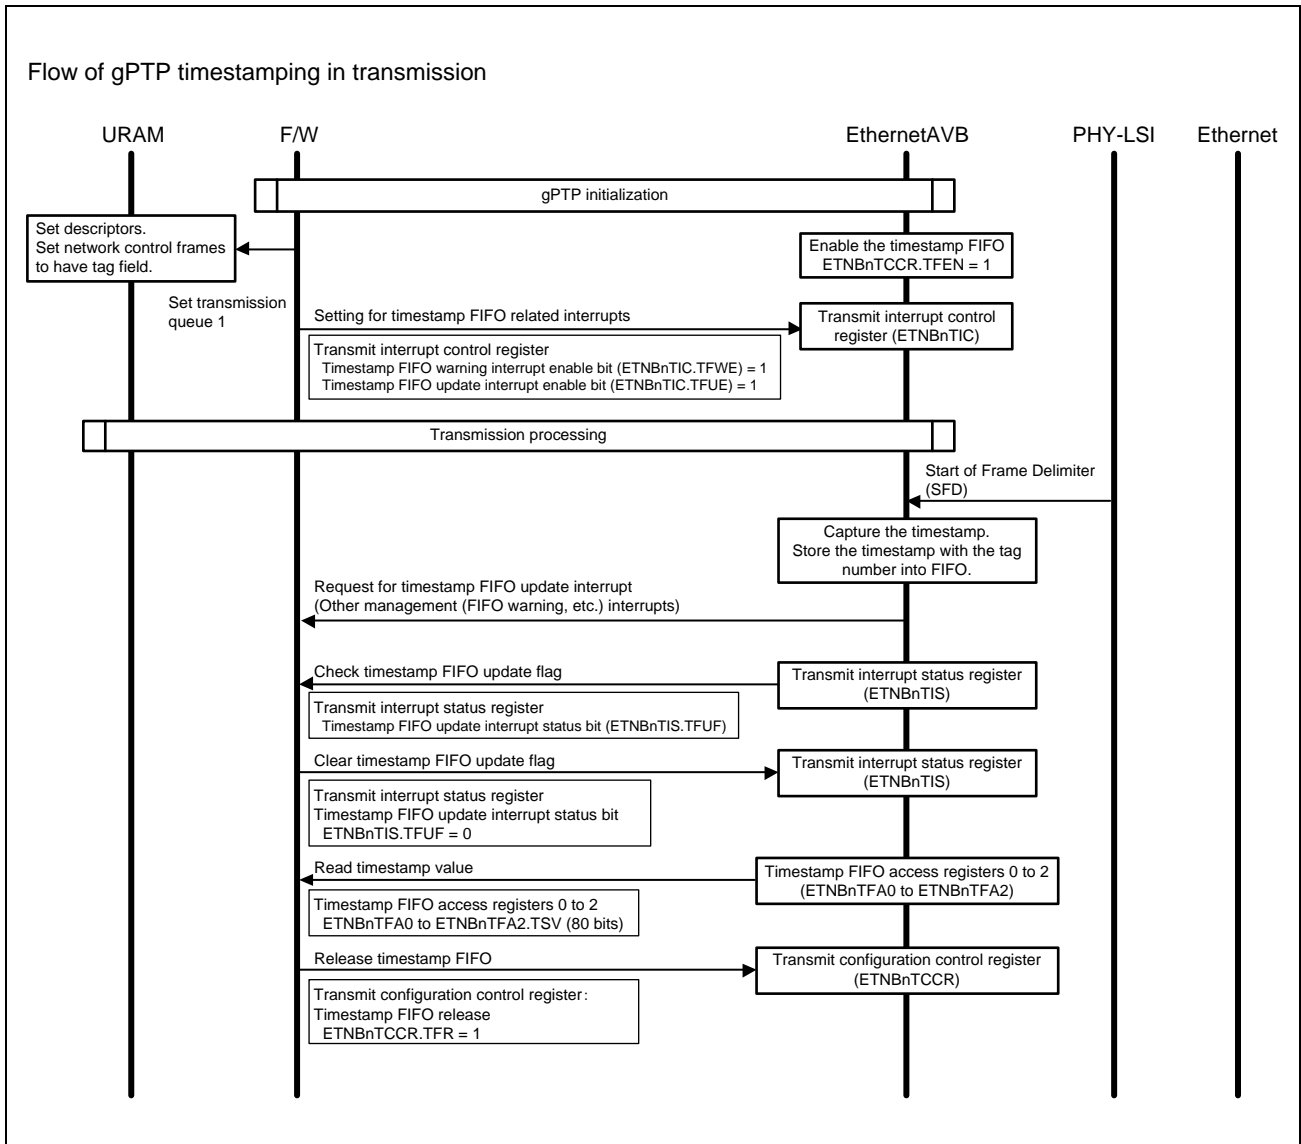 Flow of gPTP timestamping in transmission
URAM
F/W
EthernetAVB
PHY-LSI
Ethernet
gPTP initialization
Set descriptors.
Set network control frames
to have tag field.
Enable the timestamp FIFO
ETNBnTCCR.TFEN = 1
Set transmission
queue 1
Setting for timestamp FIFO related interrupts
Transmit interrupt control
register (ETNBnTIC)
Transmit interrupt control register
Timestamp FIFO warning interrupt enable bit (ETNBnTIC.TFWE) = 1
Timestamp FIFO update interrupt enable bit (ETNBnTIC.TFUE) = 1
Transmission processing
Start of Frame Delimiter
(SFD)
Capture the timestamp.
Store the timestamp with the tag
number into FIFO.
Request for timestamp FIFO update interrupt
(Other management (FIFO warning, etc.) interrupts)
Check timestamp FIFO update flag
Transmit interrupt status register
(ETNBnTIS)
Transmit interrupt status register
Timestamp FIFO update interrupt status bit (ETNBnTIS.TFUF)
Clear timestamp FIFO update flag
Transmit interrupt status register
(ETNBnTIS)
Transmit interrupt status register
Timestamp FIFO update interrupt status bit
ETNBnTIS.TFUF = 0
Read timestamp value
Timestamp FIFO access registers 0 to 2
(ETNBnTFA0 to ETNBnTFA2)
Timestamp FIFO access registers 0 to 2
ETNBnTFA0 to ETNBnTFA2.TSV (80 bits)
Release timestamp FIFO
Transmit configuration control register
(ETNBnTCCR)
Transmit configuration control register:
Timestamp FIFO release
ETNBnTCCR.TFR = 1